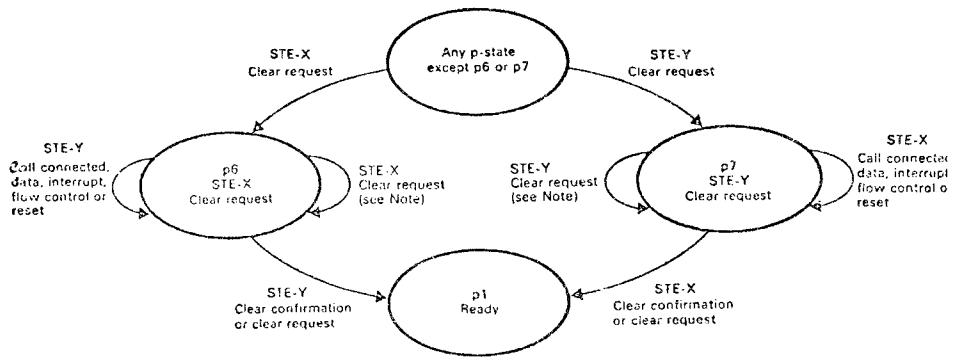 Any p-state
except p6 or p7
STE-X
Clear request
STE-Y
Clear request
STE-Y
Call connected,
data, interrupt,
flow control or
reset
p6
STE-X
Clear request
STE-X
Clear request
(see Note)
STE-Y
Clear request
(see Note)
p7
STE-Y
Clear request
STE-X
Call connectec
data, interrupt
flow control o
reset
STE-Y
Clear confirmation
or clear request
p1
Ready
STE-X
Clear confirmation
or clear request